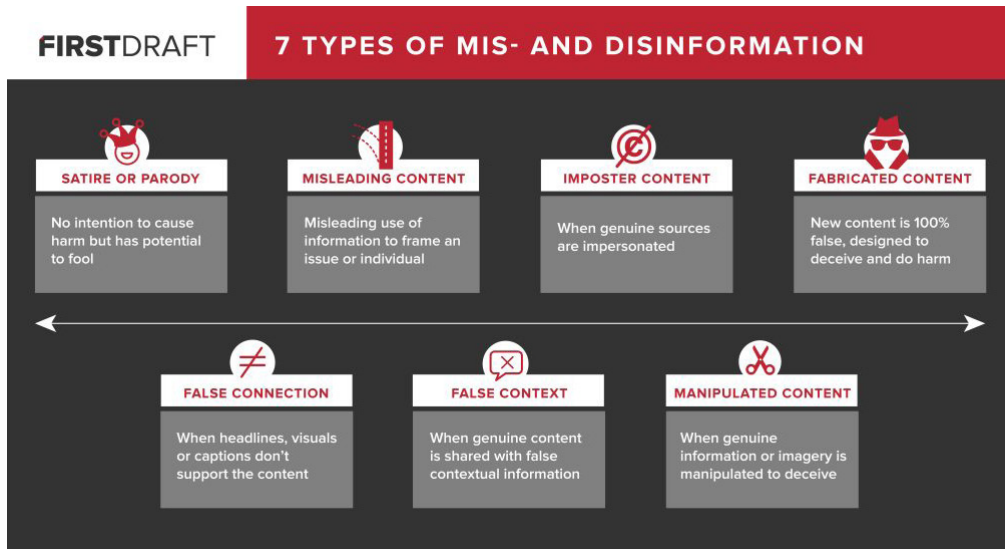 FIRSTDRAFT
7 TYPES OF MIS- AND DISINFORMATION
SATIRE OR PARODY
No intention to cause
harm but has potential
to fool
MISLEADING CONTENT
Misleading use of
information to frame an
issue or individual
IMPOSTER CONTENT
When genuine sources
are impersonated
FABRICATED CONTENT
New content is 100%
false, designed to
deceive and do harm
FALSE CONNECTION
When headlines, visuals
or captions don’t
support the content
FALSE CONTEXT
When genuine content
is shared with false
contextual information
MANIPULATED CONTENT
When genuine
information or imagery is
manipulated to deceive